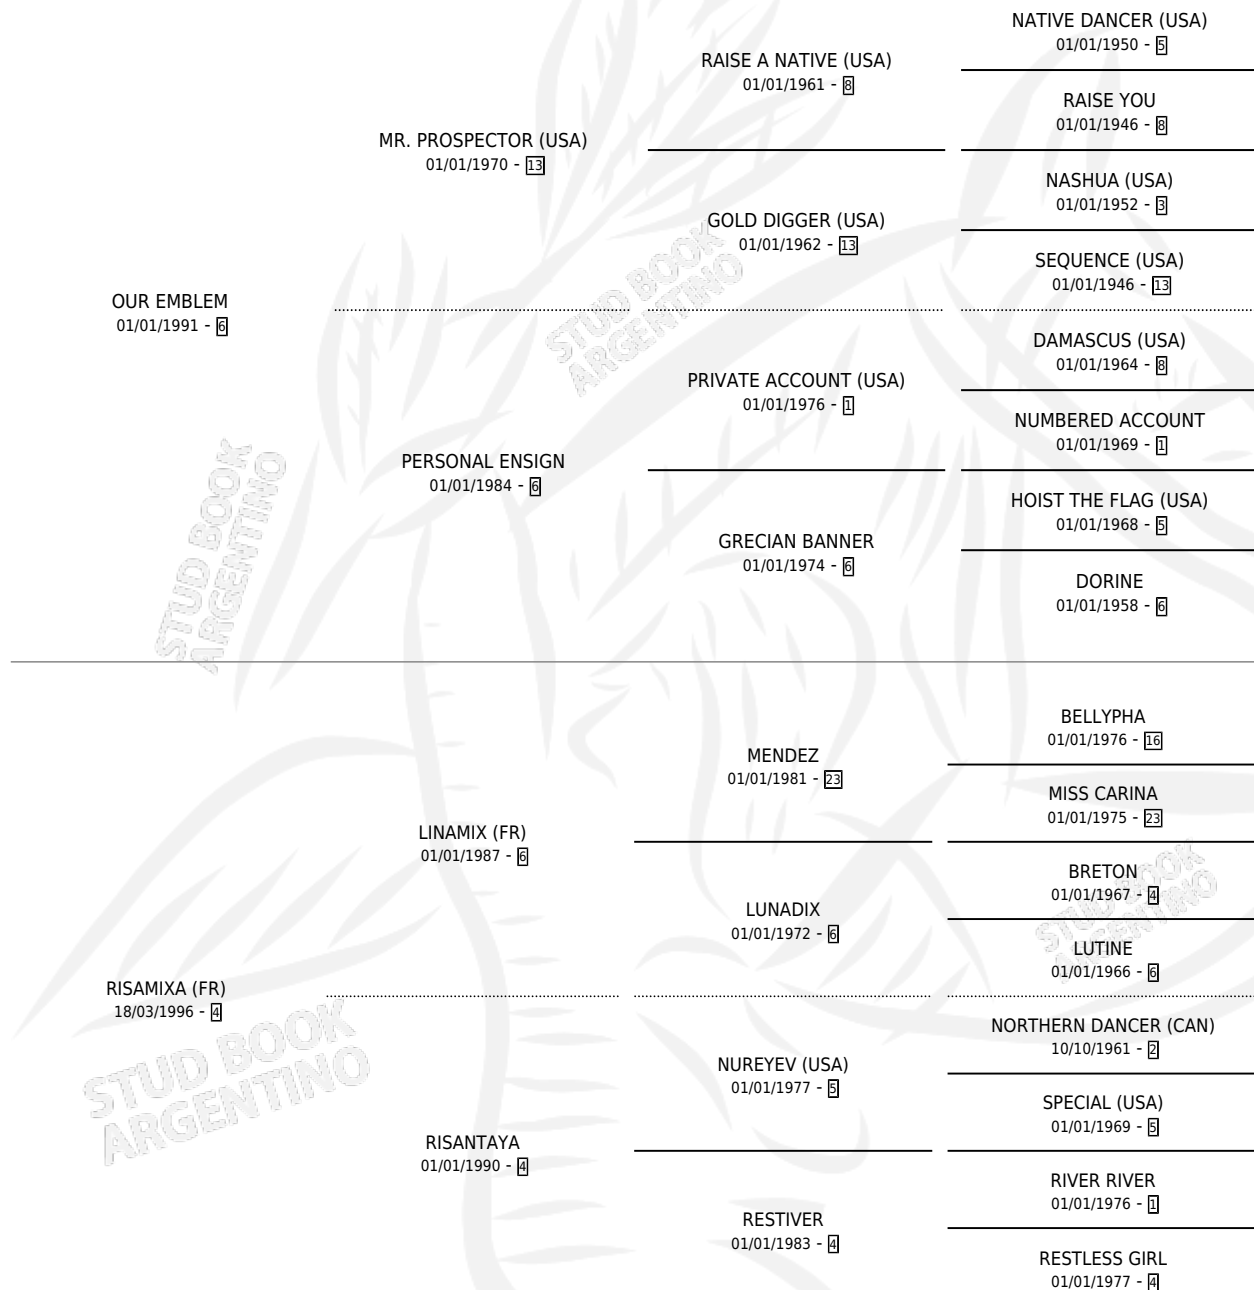 NATIVE DANCER (USA)
01/01/1950 - 5
RAISE A NATIVE (USA)
01/01/1961 - 8
RAISE YOU
01/01/1946 - 8
MR. PROSPECTOR (USA)
01/01/1970 - 13
NASHUA (USA)
01/01/1952 - 3
GOLD DIGGER (USA)
01/01/1962 - 13
SEQUENCE (USA)
01/01/1946 - 13
OUR EMBLEM
01/01/1991 - 6
STUD BOOK
ARGENTINO
DAMASCUS (USA)
01/01/1964 - 8
PRIVATE ACCOUNT (USA)
01/01/1976 - 1
NUMBERED ACCOUNT
01/01/1969 - 1
PERSONAL ENSIGN
01/01/1984 - 6
HOIST THE FLAG (USA)
01/01/1968 - 5
GRECIAN BANNER
01/01/1974 - 6
DORINE
01/01/1958 - 6
STUD BOOK
ARGENTINO
BELLYPHA
01/01/1976 - 16
MENDEZ
01/01/1981 - 23
MISS CARINA
01/01/1975 - 23
LINAMIX (FR)
01/01/1987 - 6
BRETON
01/01/1967 - 4
LUNADIX
01/01/1972 - 6
LUTINE
01/01/1966 - 6
STUD BOOK
ARGENTINO
RISAMIXA (FR)
18/03/1996 - 4
NORTHERN DANCER (CAN)
10/10/1961 - 2
NUREYEV (USA)
01/01/1977 - 5
SPECIAL (USA)
01/01/1969 - 5
STUD BOOK
ARGENTINO
RISANTAYA
01/01/1990 - 4
RIVER RIVER
01/01/1976 - 1
RESTIVER
01/01/1983 - 4
RESTLESS GIRL
01/01/1977 - 4